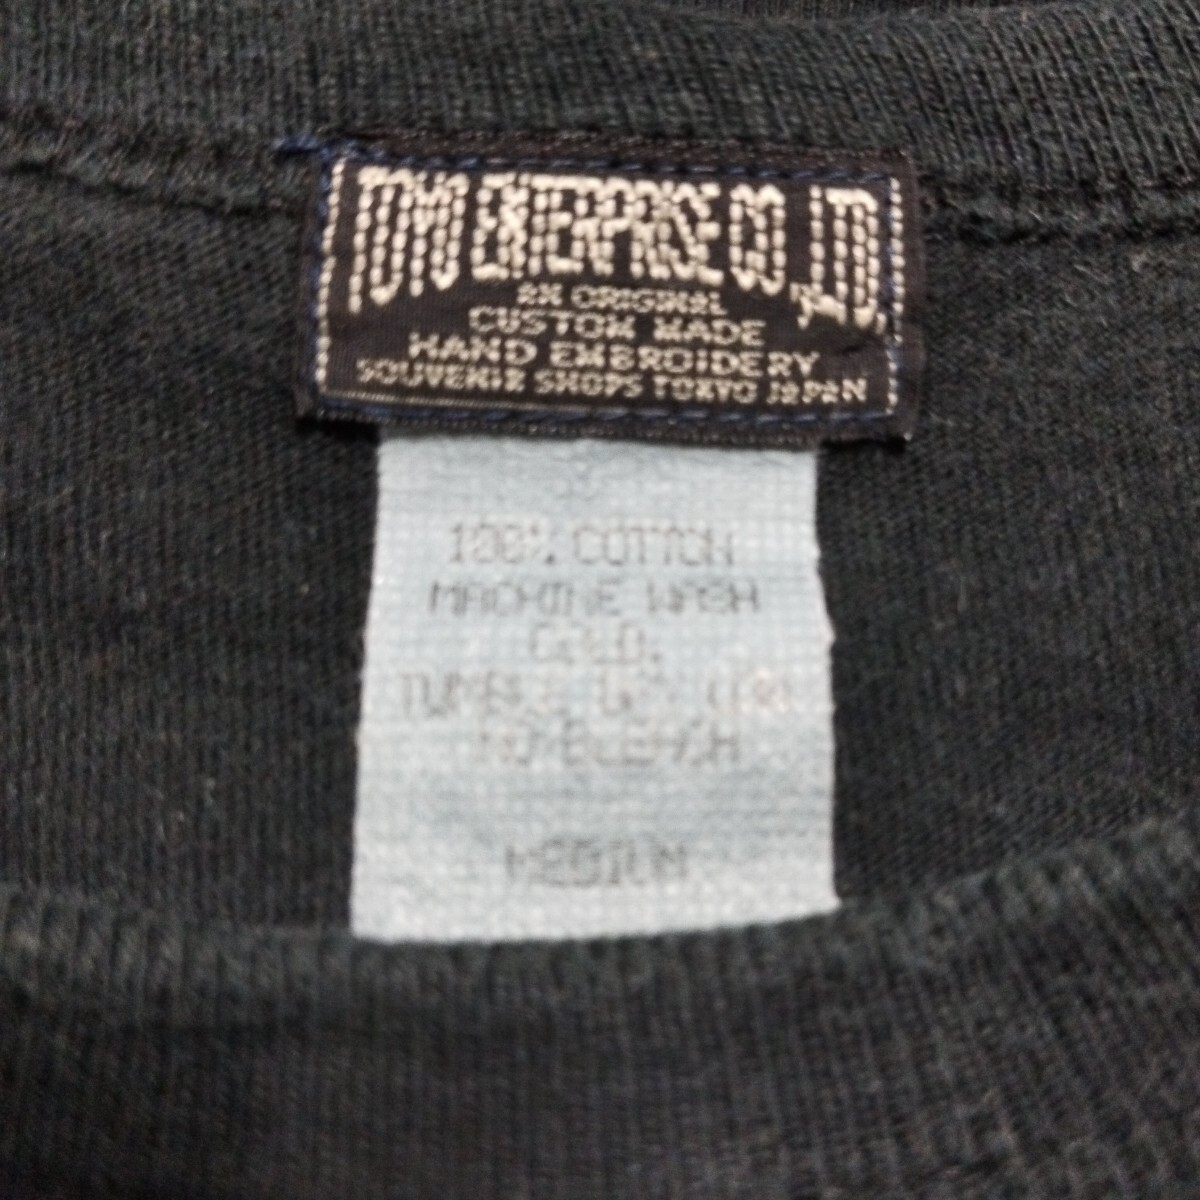 TOYO ENTERPRISE CO.,LTD.
AN ORIGINAL
CUSTOM MADE
HAND EMBROIDERY
SOUVENIR SHOPS TOKYO JAPAN
100% COTTON
MACHINE WASH
COLD.
TUMBLE
NO BLEACH
MEDIUM